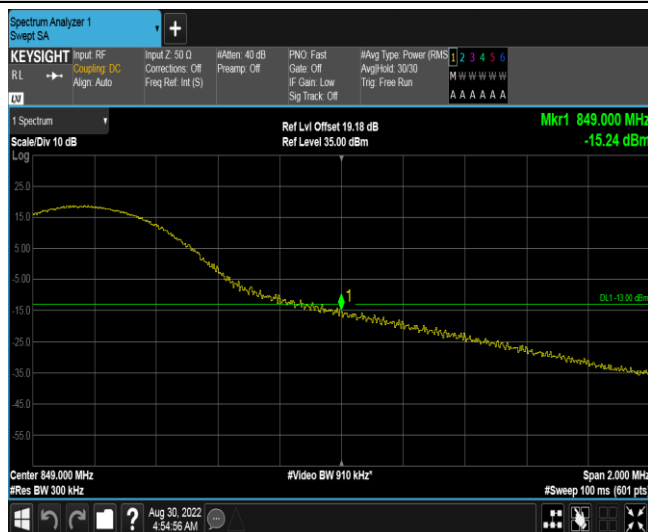 Spectrum Analyzer 1
Swept SA
+
KEYSIGHT
RL
LXI
Input: RF
Coupling: DC
Align: Auto
Input Z: 50 Ω
Corrections: Off
Freq Ref: Int (S)
#Atten: 40 dB
Preamp: Off
PNO: Fast
Gate: Off
IF Gain: Low
Sig Track: Off
#Avg Type: Power (RMS
Avg|Hold: 30/30
Trig: Free Run
1 2 3 4 5 6
M W W W W W
A A A A A A
1 Spectrum
Scale/Div 10 dB
Log
Ref Lvl Offset 19.18 dB
Ref Level 35.00 dBm
Mkr1 849.000 MHz
-15.24 dBm
25.0
15.0
5.00
-5.00
-15.0
-25.0
-35.0
-45.0
-55.0
1
DL1 -13.00 dBm
Center 849.000 MHz
#Res BW 300 kHz
#Video BW 910 kHz*
Span 2.000 MHz
#Sweep 100 ms (601 pts)
?
Aug 30, 2022
4:54:56 AM